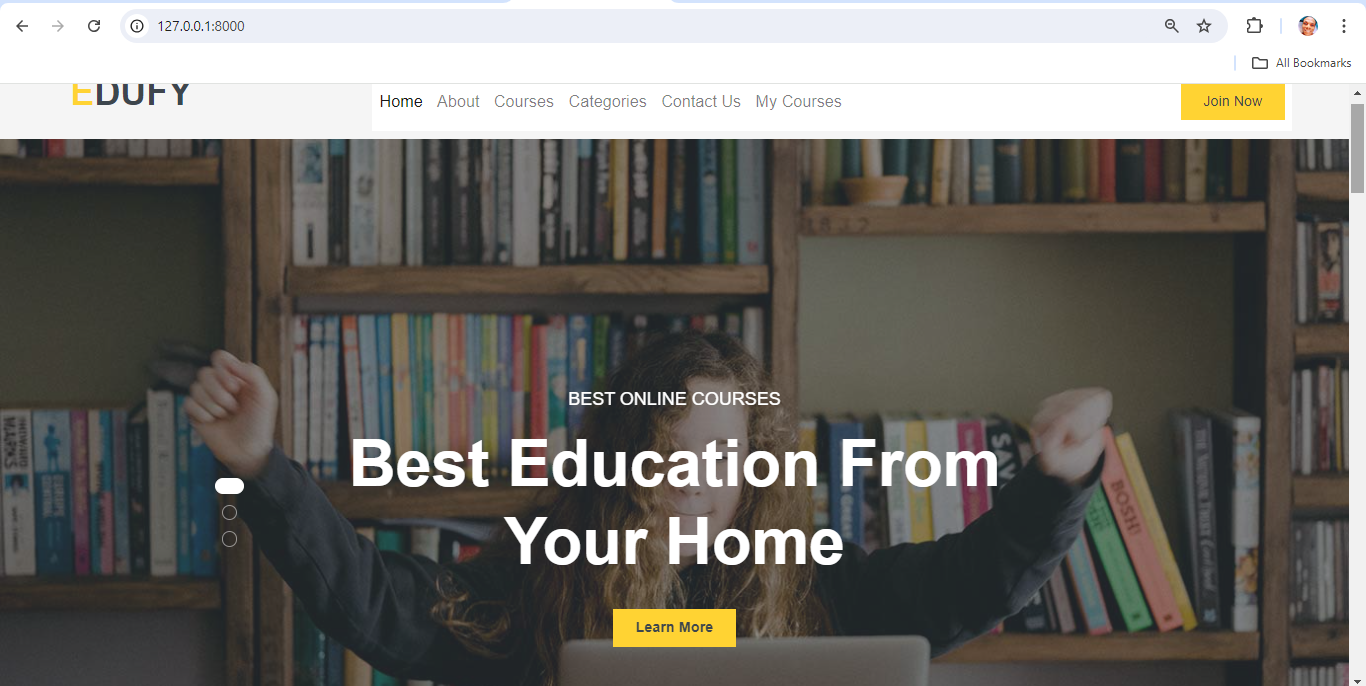 127.0.0.1:8000
All Bookmarks
EDUFY
Home About Courses Categories Contact Us My Courses
Join Now
BEST ONLINE COURSES
Best Education From
Your Home
Learn More
BOSH!